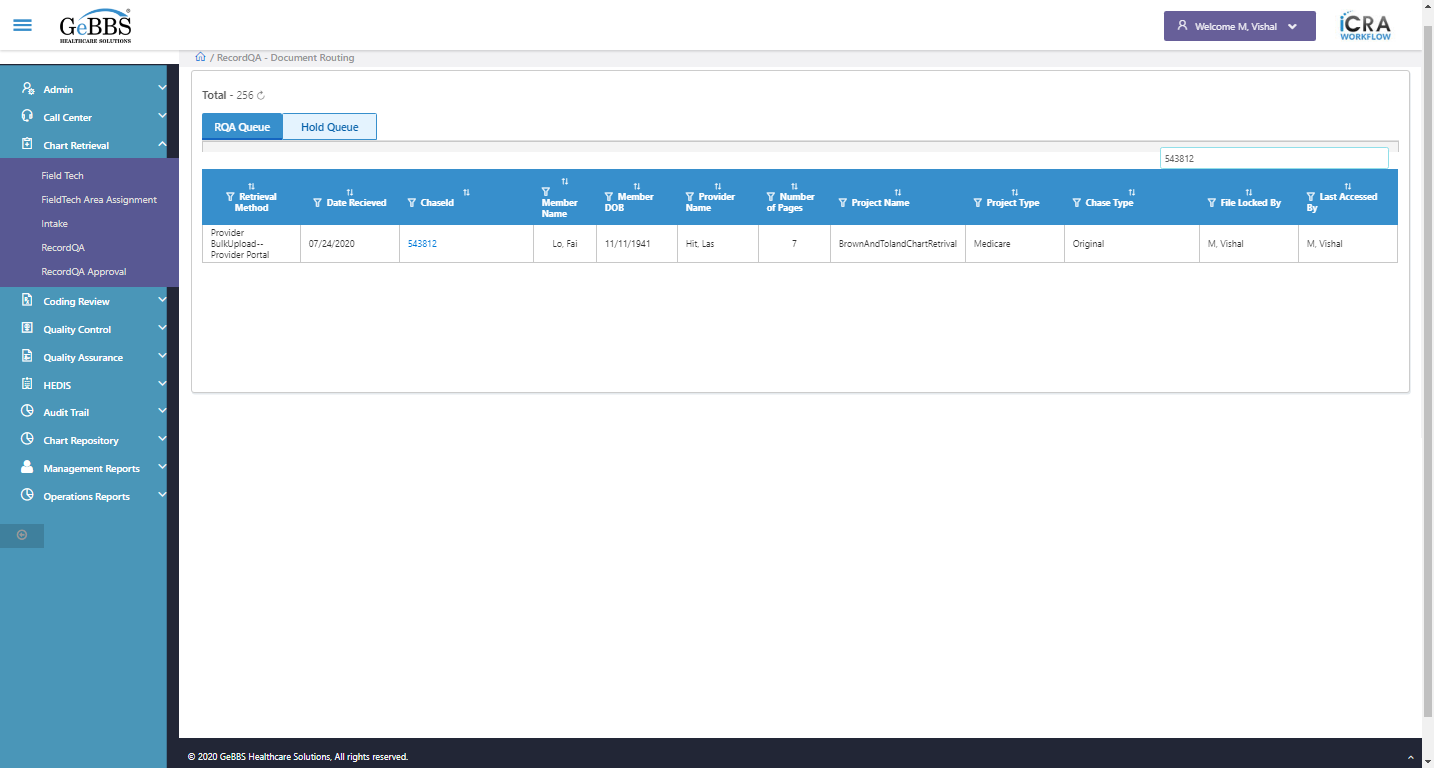 GeBBS®
HEALTHCARE SOLUTIONS
Welcome M, Vishal
iCRA
WORKFLOW
/ RecordQA - Document Routing
Admin
Call Center
Chart Retrieval
Field Tech
FieldTech Area Assignment
Intake
RecordQA
RecordQA Approval
Coding Review
Quality Control
Quality Assurance
HEDIS
Audit Trail
Chart Repository
Management Reports
Operations Reports
Total - 256
RQA Queue
Hold Queue
543812
Retrieval
Method
Date Recieved
ChaseId
Member
Name
Member
DOB
Provider
Name
Number
of Pages
Project Name
Project Type
Chase Type
File Locked By
Last Accessed
By
Provider
BulkUpload--
Provider Portal
07/24/2020
543812
Lo, Fai
11/11/1941
Hit, Las
7
BrownAndTolandChartRetrival
Medicare
Original
M, Vishal
M, Vishal
© 2020 GeBBS Healthcare Solutions, All rights reserved.